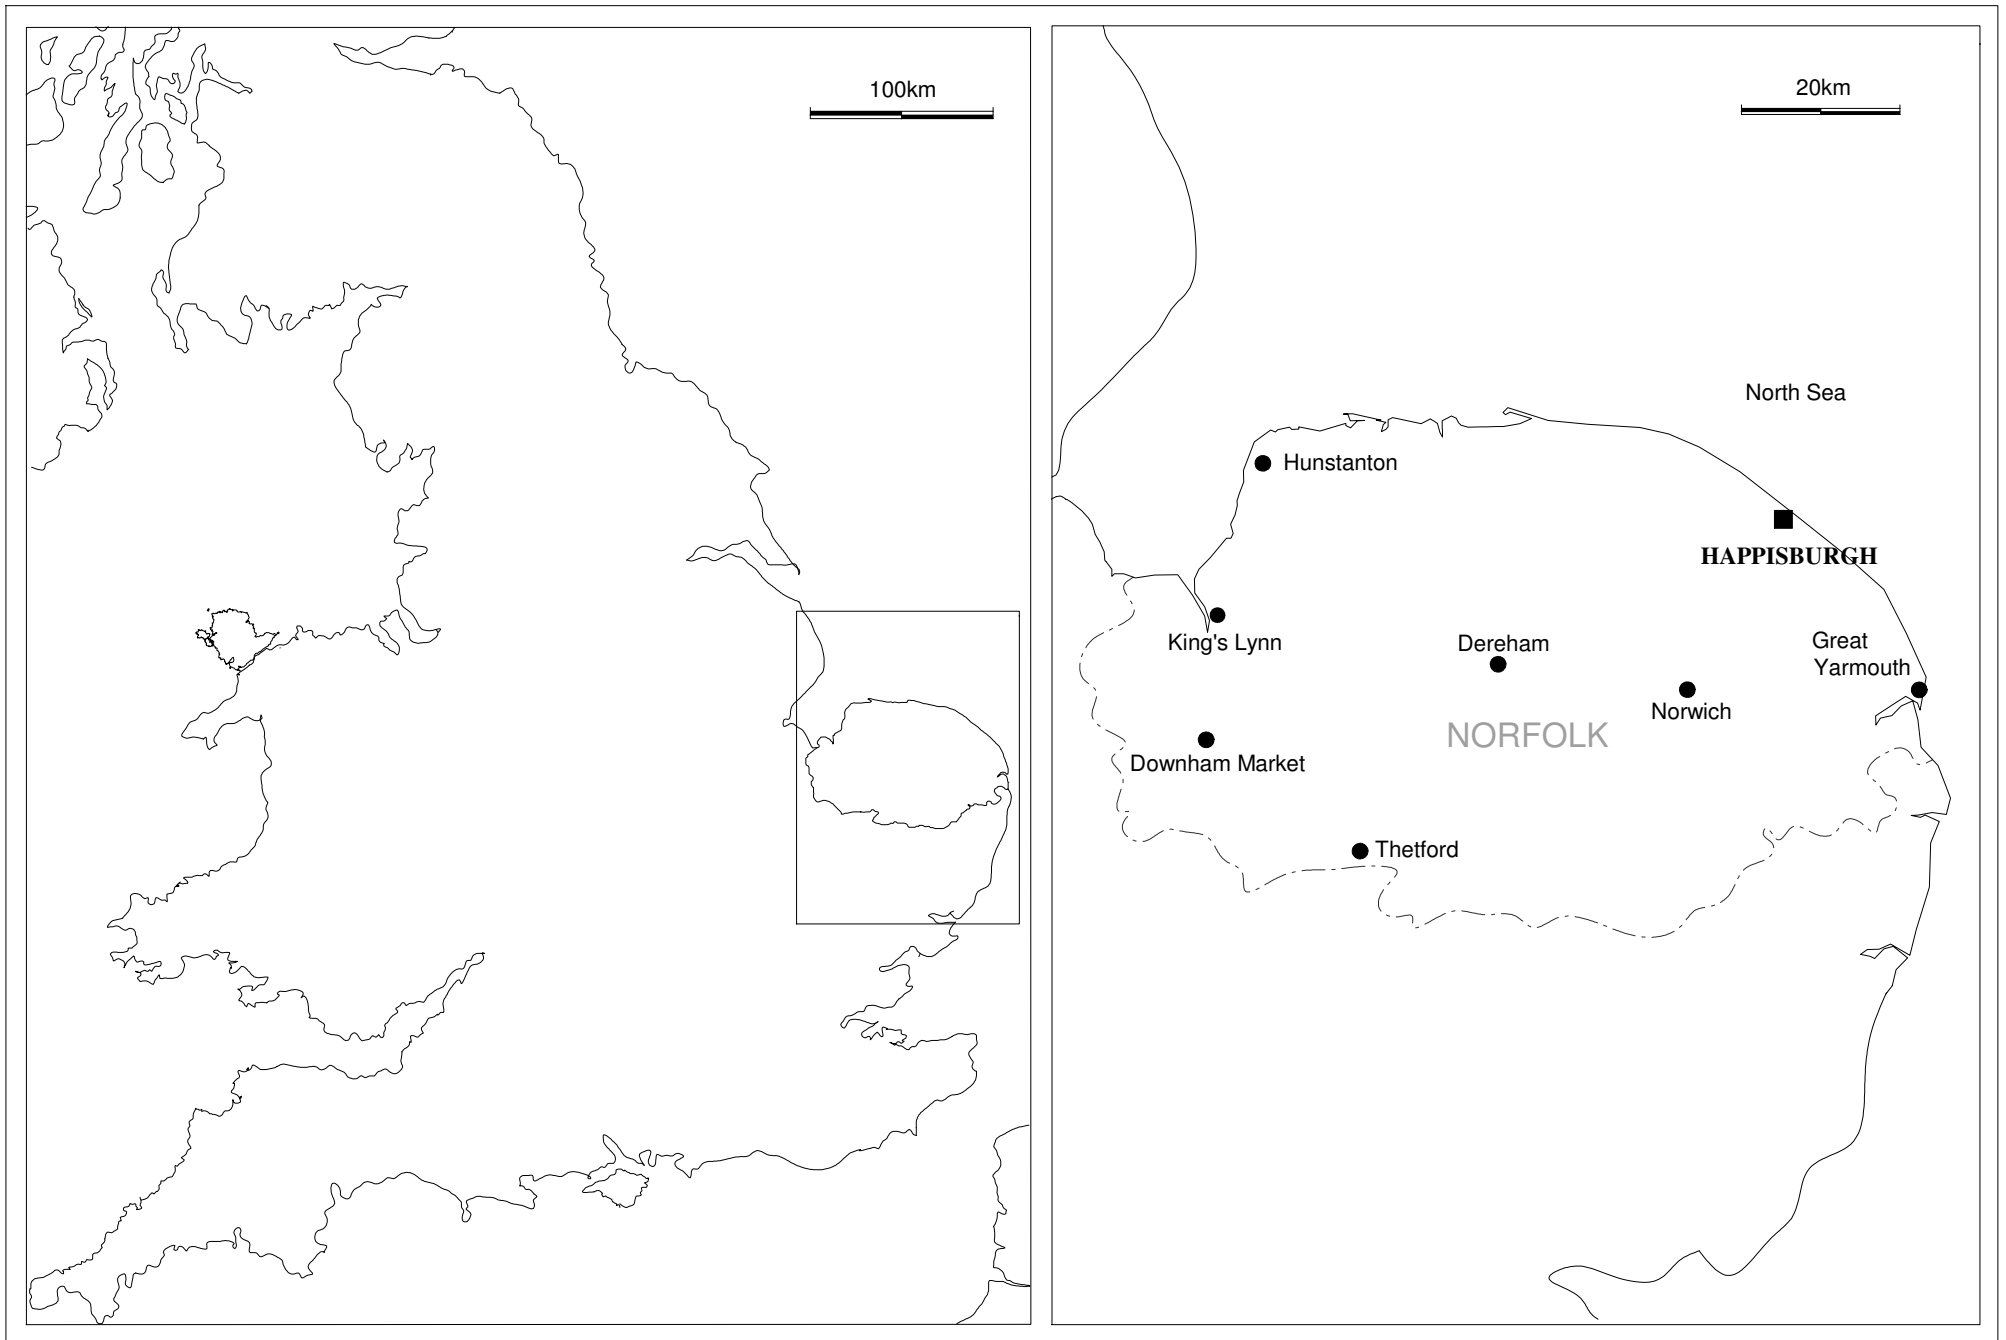 100km
20km
North Sea
Hunstanton
HAPPISBURGH
King's Lynn
Dereham
Great
Yarmouth
Norwich
NORFOLK
Downham Market
Thetford